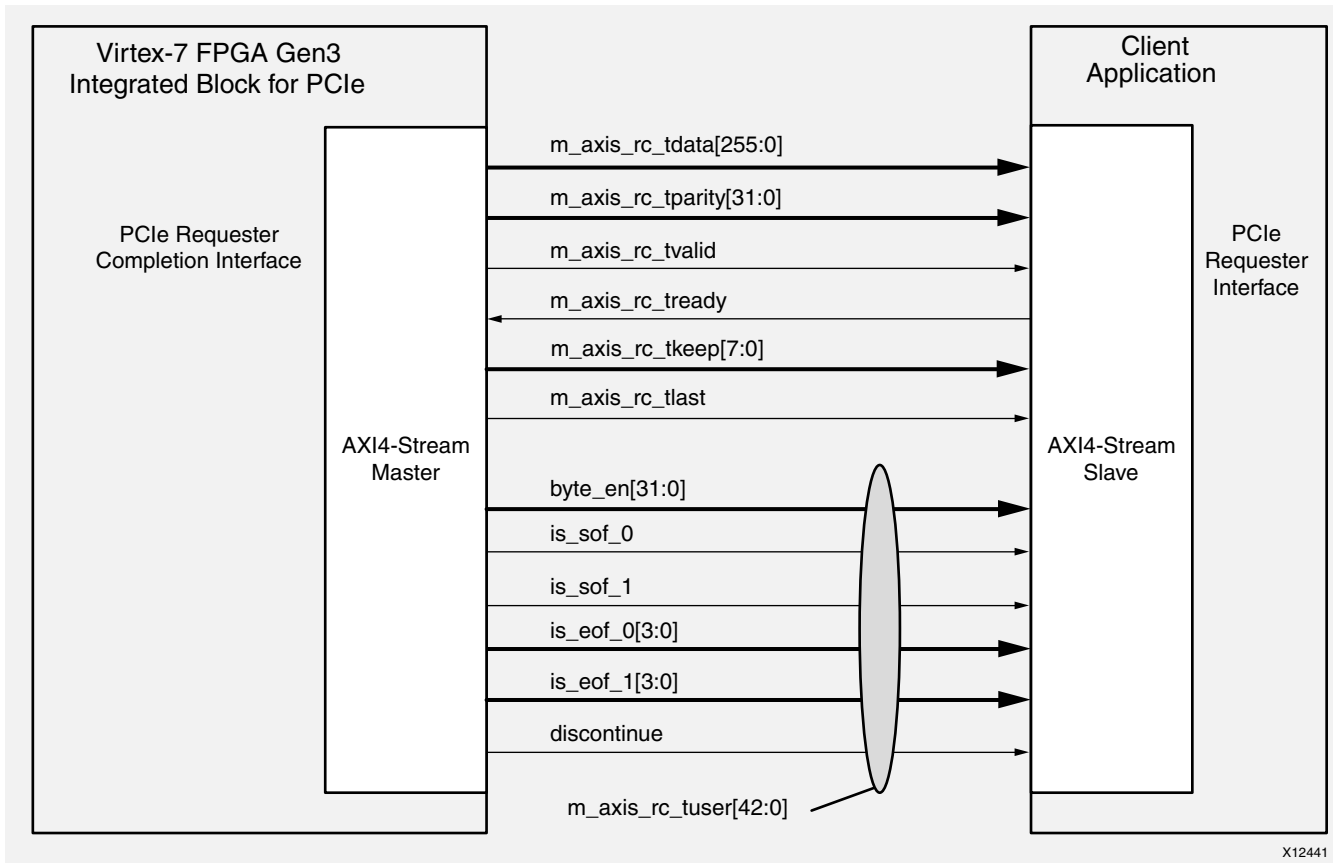 Virtex-7 FPGA Gen3
Integrated Block for PCIe
Client
Application
m_axis_rc_tdata[255:0]
m_axis_rc_tparity[31:0]
PCIe Requester
Completion Interface
m_axis_rc_tvalid
PCIe
Requester
Interface
m_axis_rc_tready
m_axis_rc_tkeep[7:0]
m_axis_rc_tlast
AXI4-Stream
Master
AXI4-Stream
Slave
byte_en[31:0]
is_sof_0
is_sof_1
is_eof_0[3:0]
is_eof_1[3:0]
discontinue
m_axis_rc_tuser[42:0]
X12441